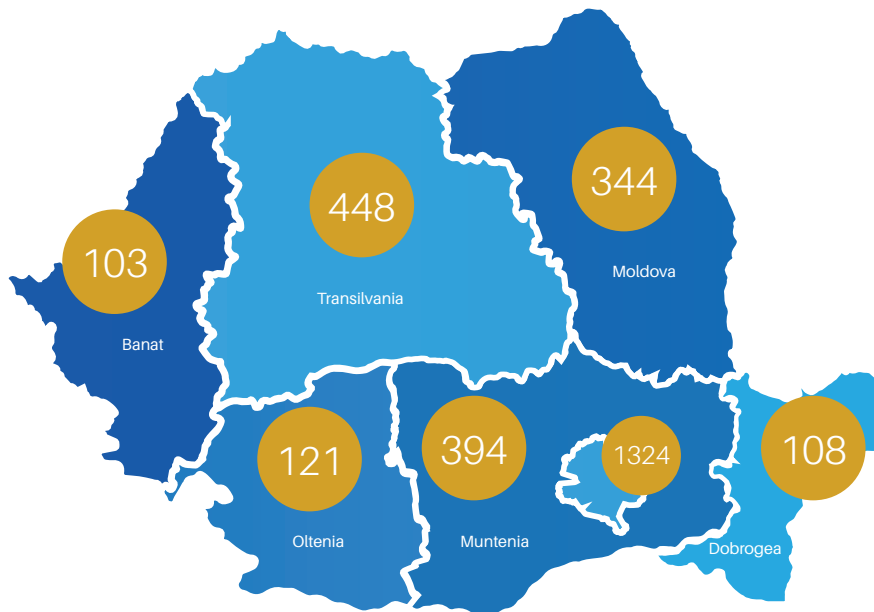 344
448
103
Moldova
Transilvania
Banat
394
108
121
1324
Oltenia
Muntenia
Dobrogea